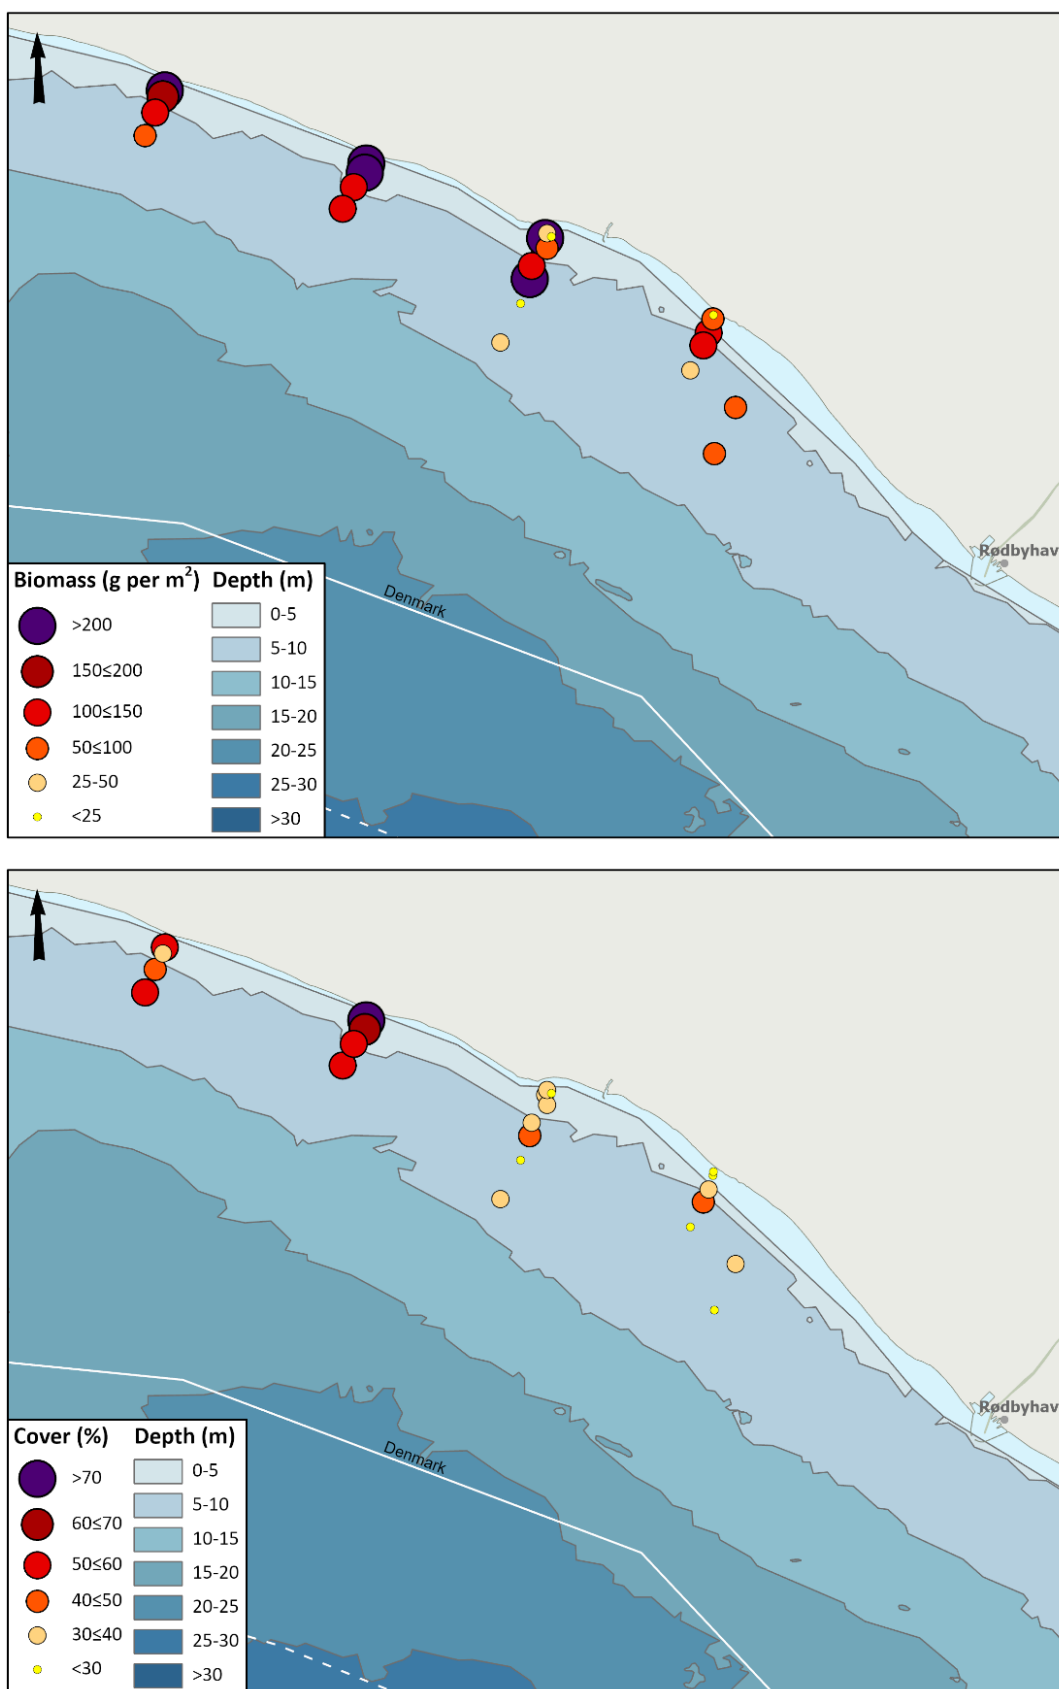 Rødbyhav
Denmark
Biomass (g per m²) Depth (m)
>200 0-5
150≤200 5-10
100≤150 10-15
50≤100 15-20
25-50 20-25
<25 25-30
>30
Rødbyhav
Denmark
Cover (%) Depth (m)
>70 0-5
60≤70 5-10
50≤60 10-15
40≤50 15-20
30≤40 20-25
<30 25-30
>30